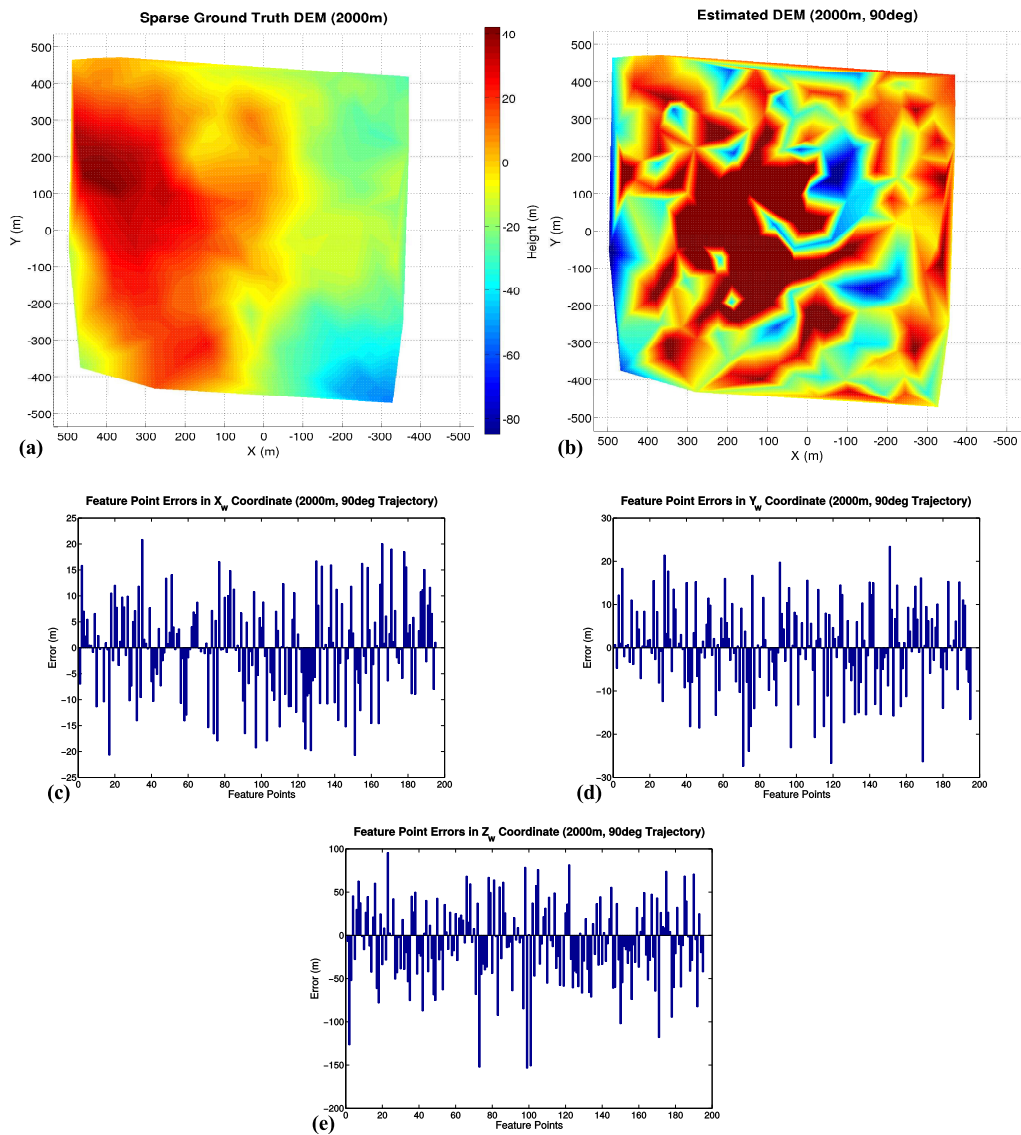 Sparse Ground Truth DEM (2000m)
500
400
300
200
100
0
-100
-200
-300
-400
-500
Y (m)
500 400 300 200 100 0 -100 -200 -300 -400 -500
X (m)
(a)
40
20
0
-20
-40
-60
-80
Height (m)
Estimated DEM (2000m, 90deg)
500
400
300
200
100
0
-100
-200
-300
-400
-500
Y (m)
500 400 300 200 100 0 -100 -200 -300 -400 -500
X (m)
(b)
Feature Point Errors in Xw Coordinate (2000m, 90deg Trajectory)
25
20
15
10
5
0
-5
-10
-15
-20
-25
Error (m)
0 20 40 60 80 100 120 140 160 180 200
Feature Points
(c)
Feature Point Errors in Yw Coordinate (2000m, 90deg Trajectory)
30
20
10
0
-10
-20
-30
Error (m)
0 20 40 60 80 100 120 140 160 180 200
Feature Points
(d)
Feature Point Errors in Zw Coordinate (2000m, 90deg Trajectory)
100
50
0
-50
-100
-150
-200
Error (m)
0 20 40 60 80 100 120 140 160 180 200
Feature Points
(e)